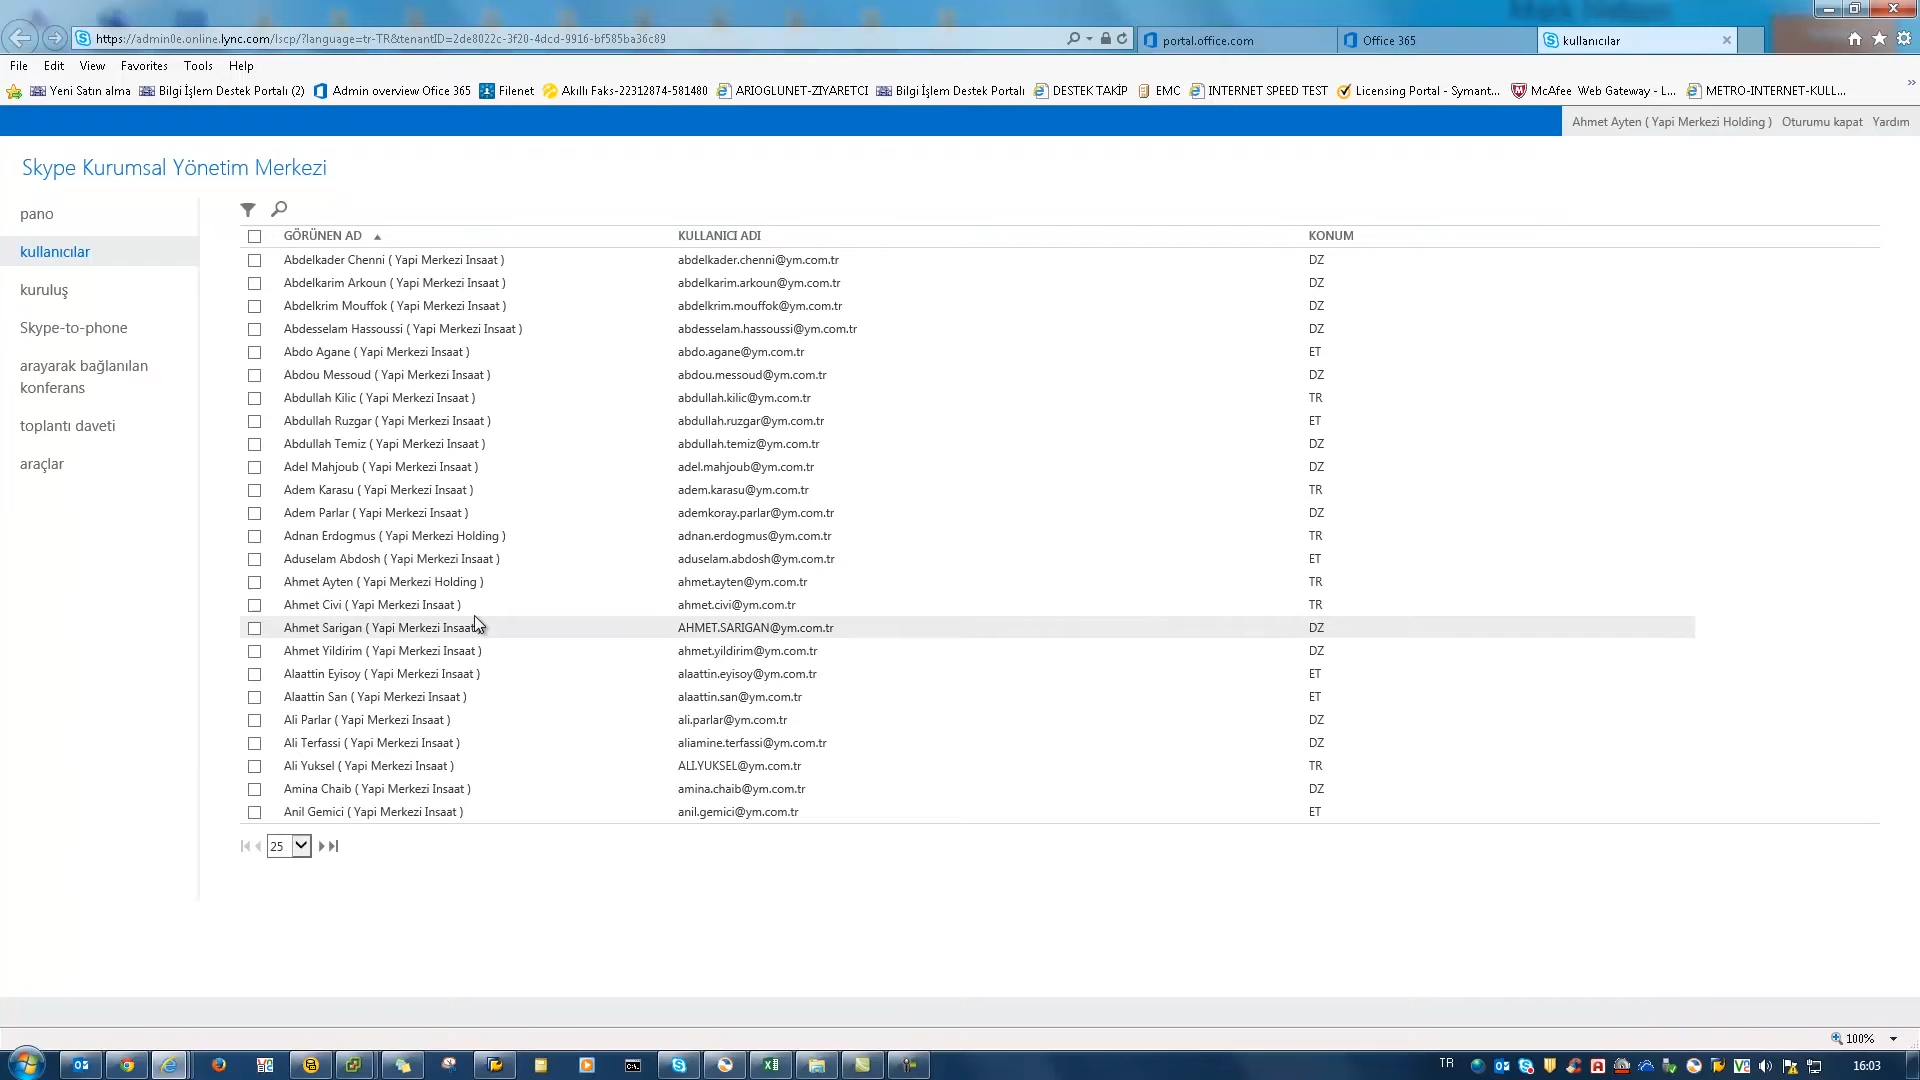 https://admin0e.online.lync.com/lscp/?language=tr-TR&tenantID=2de8022c-3f20-4dcd-9916-bf585ba36c89
portal.office.com
Office 365
kullanıcılar
File Edit View Favorites Tools Help
Yeni Satın alma
Bilgi İşlem Destek Portalı (2)
Admin overview Office 365
Filenet
Akıllı Faks-22312874-581480
ARIOGLUNET-ZIYARETCI
Bilgi İşlem Destek Portalı
DESTEK TAKİP
EMC
INTERNET SPEED TEST
Licensing Portal - Symant...
McAfee Web Gateway - L...
METRO-INTERNET-KULL...
Ahmet Ayten ( Yapi Merkezi Holding ) Oturumu kapat Yardım
Skype Kurumsal Yönetim Merkezi
pano
kullanıcılar
kuruluş
Skype-to-phone
arayarak bağlanılan
konferans
toplantı daveti
araçlar
GÖRÜNEN AD KULLANICI ADI KONUM
Abdelkader Chenni ( Yapi Merkezi Insaat ) abdelkader.chenni@ym.com.tr DZ
Abdelkarim Arkoun ( Yapi Merkezi Insaat ) abdelkarim.arkoun@ym.com.tr DZ
Abdelkrim Mouffok ( Yapi Merkezi Insaat ) abdelkrim.mouffok@ym.com.tr DZ
Abdesselam Hassoussi ( Yapi Merkezi Insaat ) abdesselam.hassoussi@ym.com.tr DZ
Abdo Agane ( Yapi Merkezi Insaat ) abdo.agane@ym.com.tr ET
Abdou Messoud ( Yapi Merkezi Insaat ) abdou.messoud@ym.com.tr DZ
Abdullah Kilic ( Yapi Merkezi Insaat ) abdullah.kilic@ym.com.tr TR
Abdullah Ruzgar ( Yapi Merkezi Insaat ) abdullah.ruzgar@ym.com.tr ET
Abdullah Temiz ( Yapi Merkezi Insaat ) abdullah.temiz@ym.com.tr DZ
Adel Mahjoub ( Yapi Merkezi Insaat ) adel.mahjoub@ym.com.tr DZ
Adem Karasu ( Yapi Merkezi Insaat ) adem.karasu@ym.com.tr TR
Adem Parlar ( Yapi Merkezi Insaat ) ademkoray.parlar@ym.com.tr DZ
Adnan Erdogmus ( Yapi Merkezi Holding ) adnan.erdogmus@ym.com.tr TR
Aduselam Abdosh ( Yapi Merkezi Insaat ) aduselam.abdosh@ym.com.tr ET
Ahmet Ayten ( Yapi Merkezi Holding ) ahmet.ayten@ym.com.tr TR
Ahmet Civi ( Yapi Merkezi Insaat ) ahmet.civi@ym.com.tr TR
Ahmet Sarigan ( Yapi Merkezi Insaat AHMET.SARIGAN@ym.com.tr DZ
Ahmet Yildirim ( Yapi Merkezi Insaat ) ahmet.yildirim@ym.com.tr DZ
Alaattin Eyisoy ( Yapi Merkezi Insaat ) alaattin.eyisoy@ym.com.tr ET
Alaattin San ( Yapi Merkezi Insaat ) alaattin.san@ym.com.tr ET
Ali Parlar ( Yapi Merkezi Insaat ) ali.parlar@ym.com.tr DZ
Ali Terfassi ( Yapi Merkezi Insaat ) aliamine.terfassi@ym.com.tr DZ
Ali Yuksel ( Yapi Merkezi Insaat ) ALI.YUKSEL@ym.com.tr TR
Amina Chaib ( Yapi Merkezi Insaat ) amina.chaib@ym.com.tr DZ
Anil Gemici ( Yapi Merkezi Insaat ) anil.gemici@ym.com.tr ET
25
100%
TR
16:03